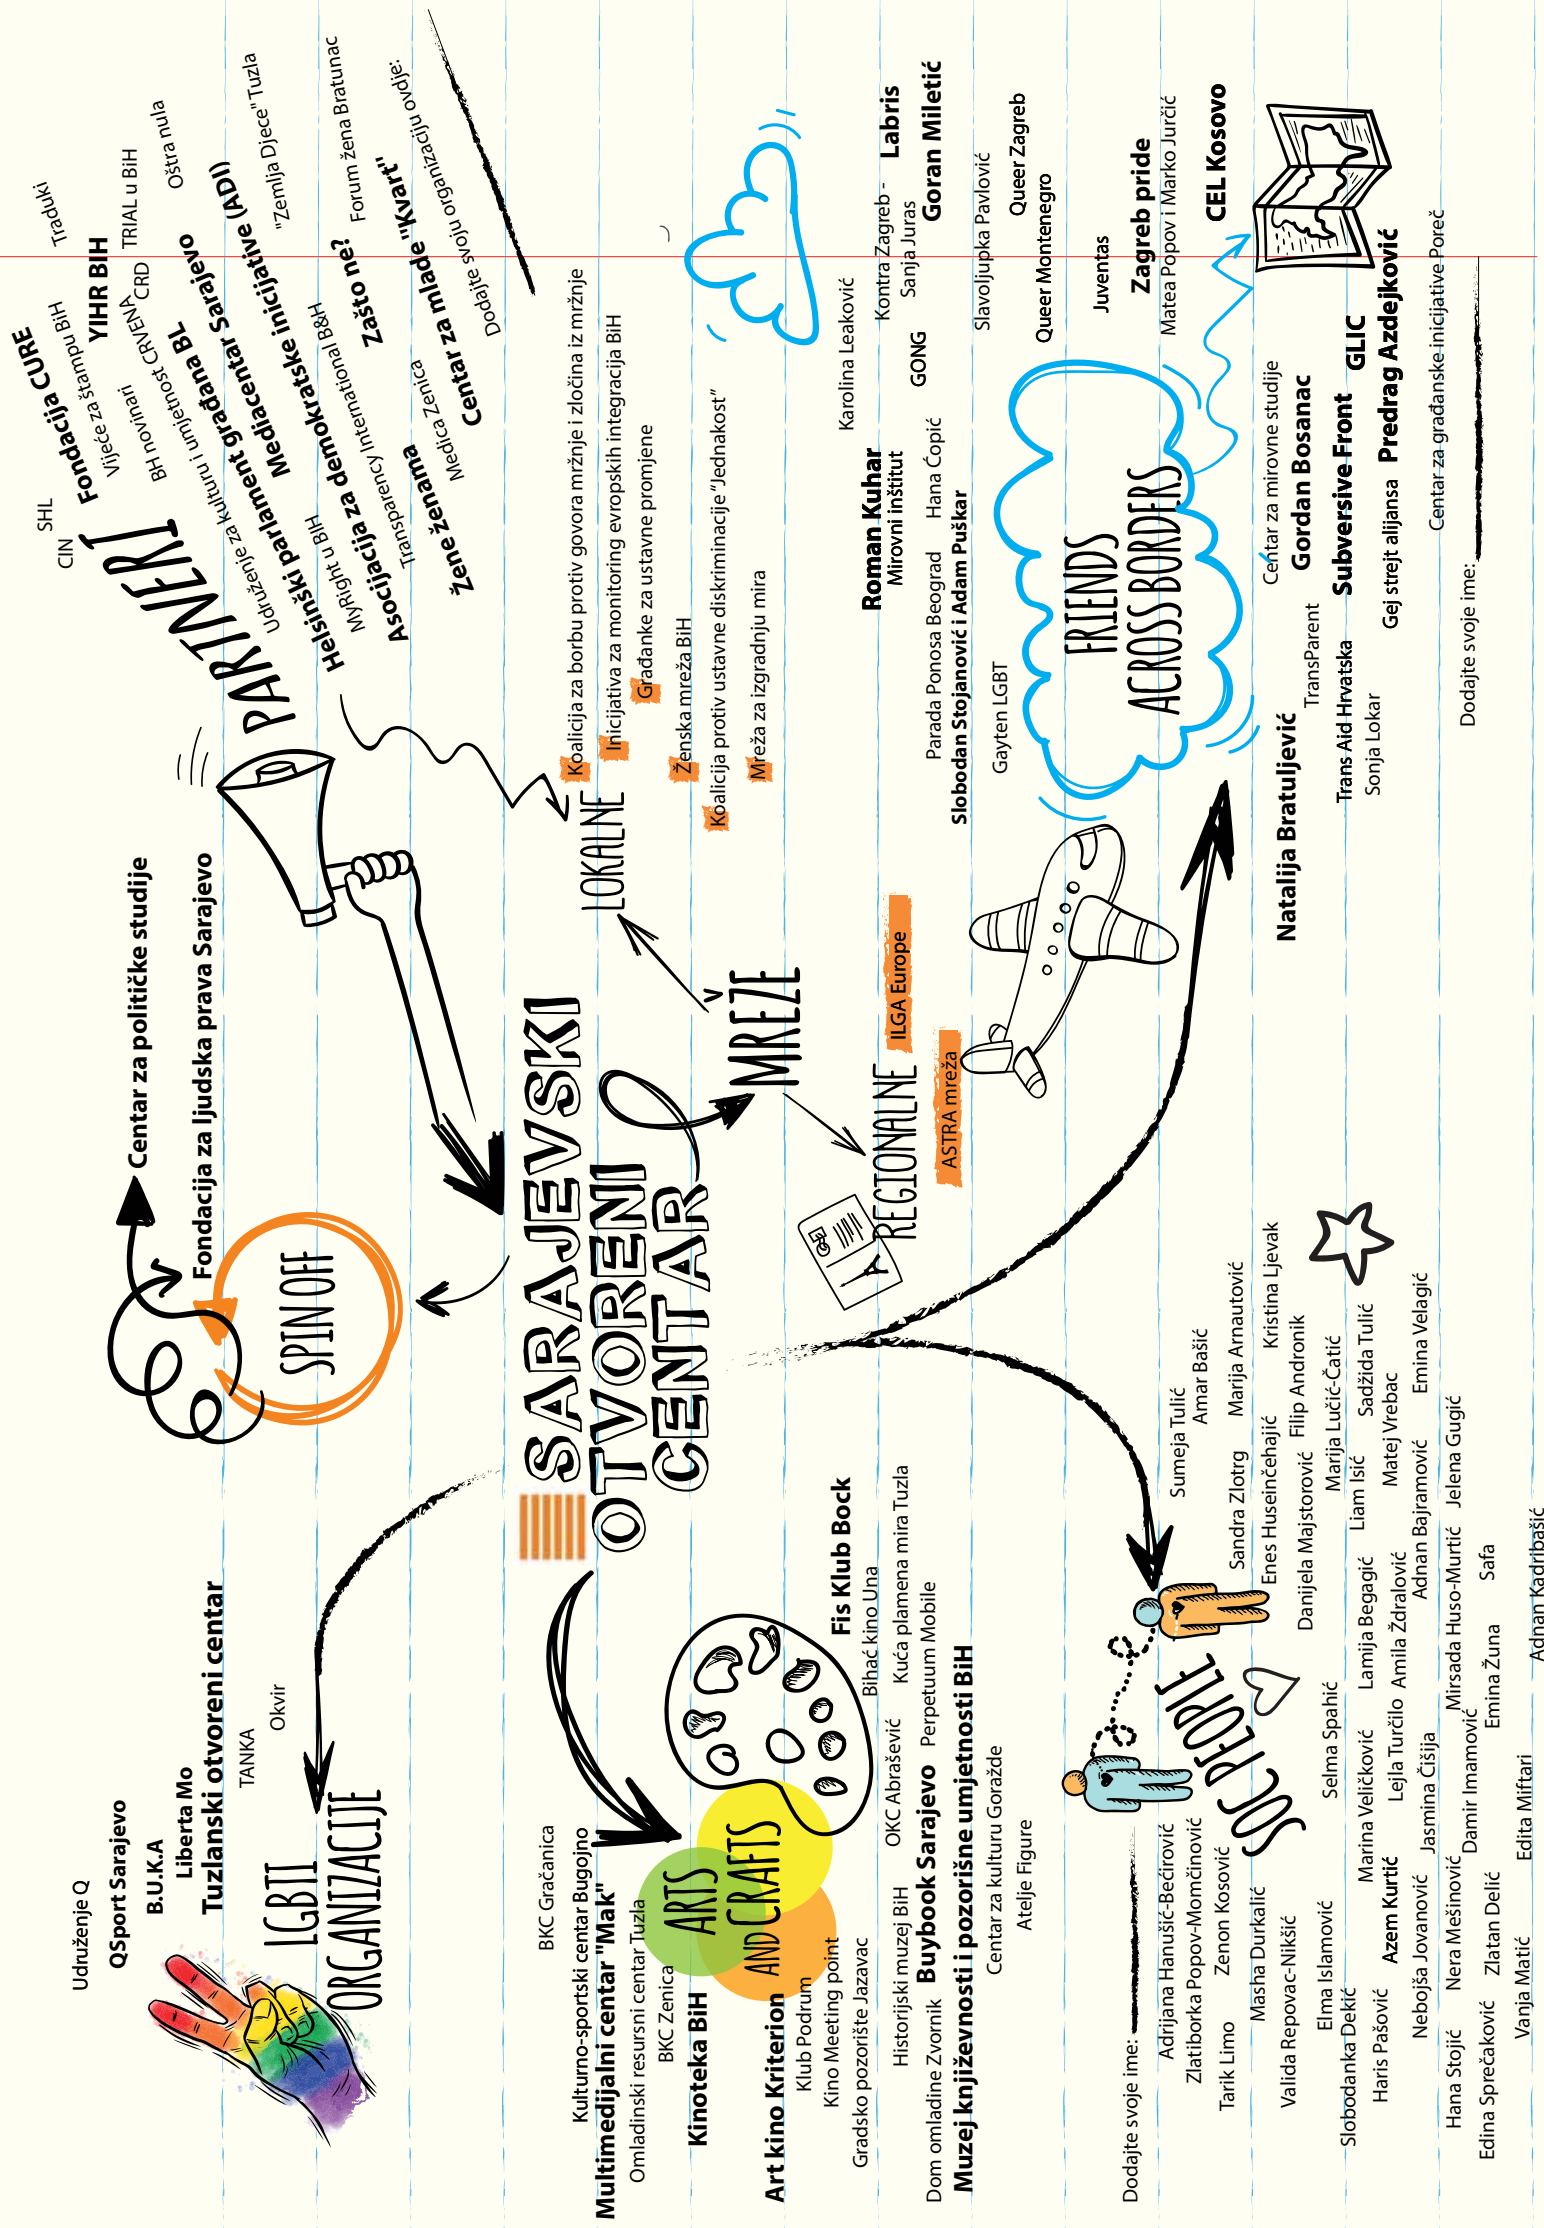 SARAJEVSKI
OTVORENI
CENTAR
LGBTI
ORGANIZACIJE
Udruženje Q
QSport Sarajevo
B.U.K.A
Liberta Mo
Tuzlanski otvoreni centar
TANKA
Okvir
SPIN OFF
Centar za političke studije
Fondacija za ljudska prava Sarajevo
PARTNERI
SHL
CIN
Fondacija CURE
Traduki
Vijeće za štampu BiH
YIHR BIH
BH novinari
CRD
TRIAL u BiH
Udruženje za kulturu i umjetnost CRVENA
Oštra nula
Helsinški parlament građana BL
Mediacentar Sarajevo
MyRight u BIH
Asocijacija za demokratske inicijative (ADI)
"Zemlja Djece" Tuzla
Transparency International B&H
Zašto ne?
Forum žena Bratunac
Žene ženama
Medica Zenica
Centar za mlade "Kvart"
Dodajte svoju organizaciju ovdje:
MREŽE
LOKALNE
Koalicija za borbu protiv govora mržnje i zločina iz mržnje
Inicijativa za monitoring evropskih integracija BiH
Građanke za ustavne promjene
Ženska mreža BiH
Koalicija protiv ustavne diskriminacije "Jednakost"
Mreža za izgradnju mira
REGIONALNE
ILGA Europe
ASTRA mreža
ARTS
AND CRAFTS
BKC Gračanica
Kulturno-sportski centar Bugojno
Multimedijalni centar "Mak"
Omladinski resursni centar Tuzla
BKC Zenica
Kinoteka BiH
Art kino Kriterion
Klub Podrum
Kino Meeting point
Gradsko pozorište Jazavac
Fis Klub Bock
Bihać kino Una
Historijski muzej BiH
OKC Abrašević
Kuća plamena mira Tuzla
Dom omladine Zvornik
Buybook Sarajevo
Perpetuum Mobile
Muzej književnosti i pozorišne umjetnosti BiH
Centar za kulturu Goražde
Atelje Figure
FRIENDS
ACROSS BORDERS
Karolina Leaković
Roman Kuhar
Mirovni inštitut
Kontra Zagreb -
Sanja Juras
Labris
GONG
Goran Miletić
Parada Ponosa Beograd
Hana Ćopić
Slobodan Stojanović i Adam Puškar
Slavoljupka Pavlović
Gayten LGBT
Queer Zagreb
Queer Montenegro
Juventas
Zagreb pride
Matea Popov i Marko Jurčić
CEL Kosovo
Centar za mirovne studije
Gordan Bosanac
Natalija Bratuljević
TransParent
Subversive Front
GLIC
Trans Aid Hrvatska
Sonja Lokar
Gej strejt alijansa
Predrag Azdejković
Centar za građanske inicijative Poreč
Dodajte svoje ime:
SOC PEOPLE
Dodajte svoje ime:
Adrijana Hanušić-Bećirović
Zlatiborka Popov-Momčinović
Tarik Limo
Zenon Kosović
Masha Durkalić
Valida Repovac-Nikšić
Elma Islamović
Slobodanka Dekić
Haris Pašović
Azem Kurtić
Nebojša Jovanović
Hana Stojić
Nera Mešinović
Edina Sprečaković
Zlatan Delić
Vanja Matić
Edita Miftari
Sumeja Tulić
Amar Bašić
Sandra Zlotrg
Marija Arnautović
Enes Huseinčehajić
Kristina Ljevak
Danijela Majstorović
Filip Andronik
Selma Spahić
Marija Lučić-Ćatić
Liam Isić
Sadžida Tulić
Marina Veličković
Lamija Begagić
Matej Vrebac
Lejla Turčilo
Amila Ždralović
Adnan Bajramović
Emina Velagić
Jasmina Čišija
Mirsada Huso-Murtić
Jelena Gugić
Damir Imamović
Emina Žuna
Safa
Adnan Kadribašić